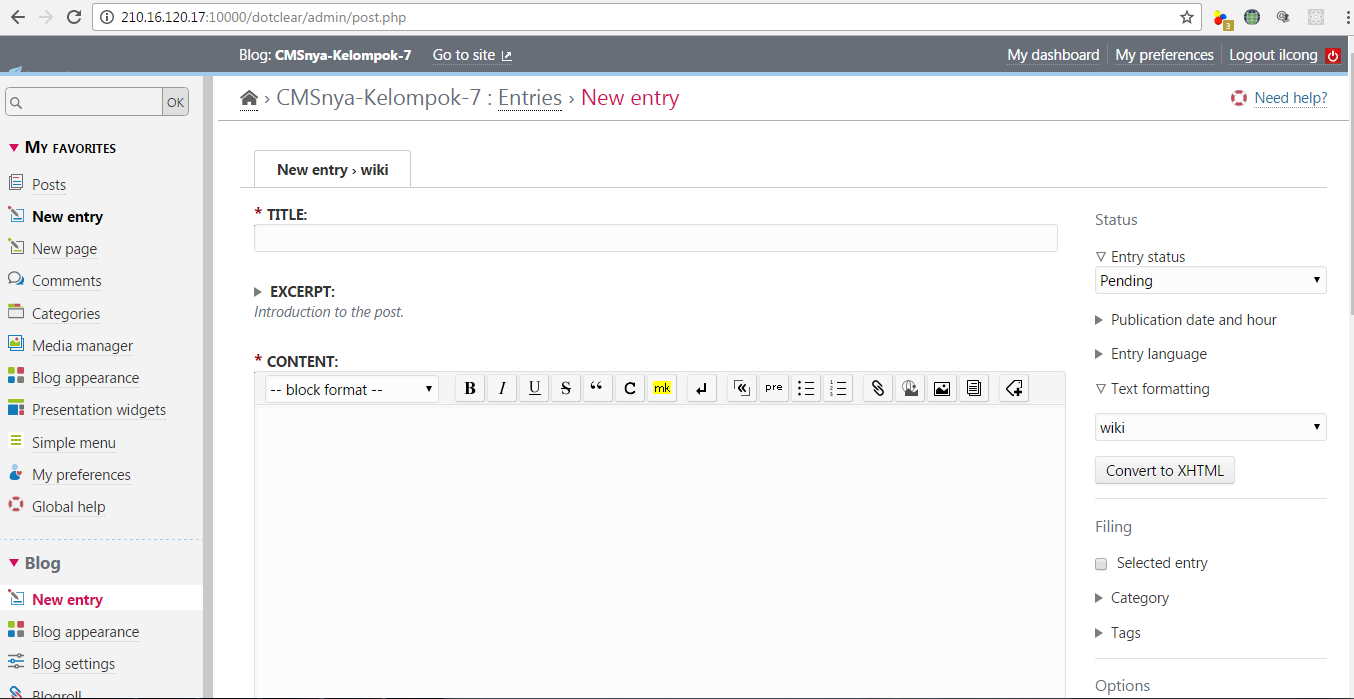 210.16.120.17:10000/dotclear/admin/post.php
3
Blog: CMSnya-Kelompok-7 Go to site My dashboard My preferences Logout ilcong
OK
› CMSnya-Kelompok-7 : Entries › New entry
Need help?
My favorites
Posts
New entry
New page
Comments
Categories
Media manager
Blog appearance
Presentation widgets
Simple menu
My preferences
Global help
Blog
New entry
Blog appearance
Blog settings
Blogroll
New entry › wiki
* TITLE:
EXCERPT:
Introduction to the post.
* CONTENT:
-- block format -- B I U S “ C mk pre
Status
Entry status
Pending
Publication date and hour
Entry language
Text formatting
wiki
Convert to XHTML
Filing
Selected entry
Category
Tags
Options